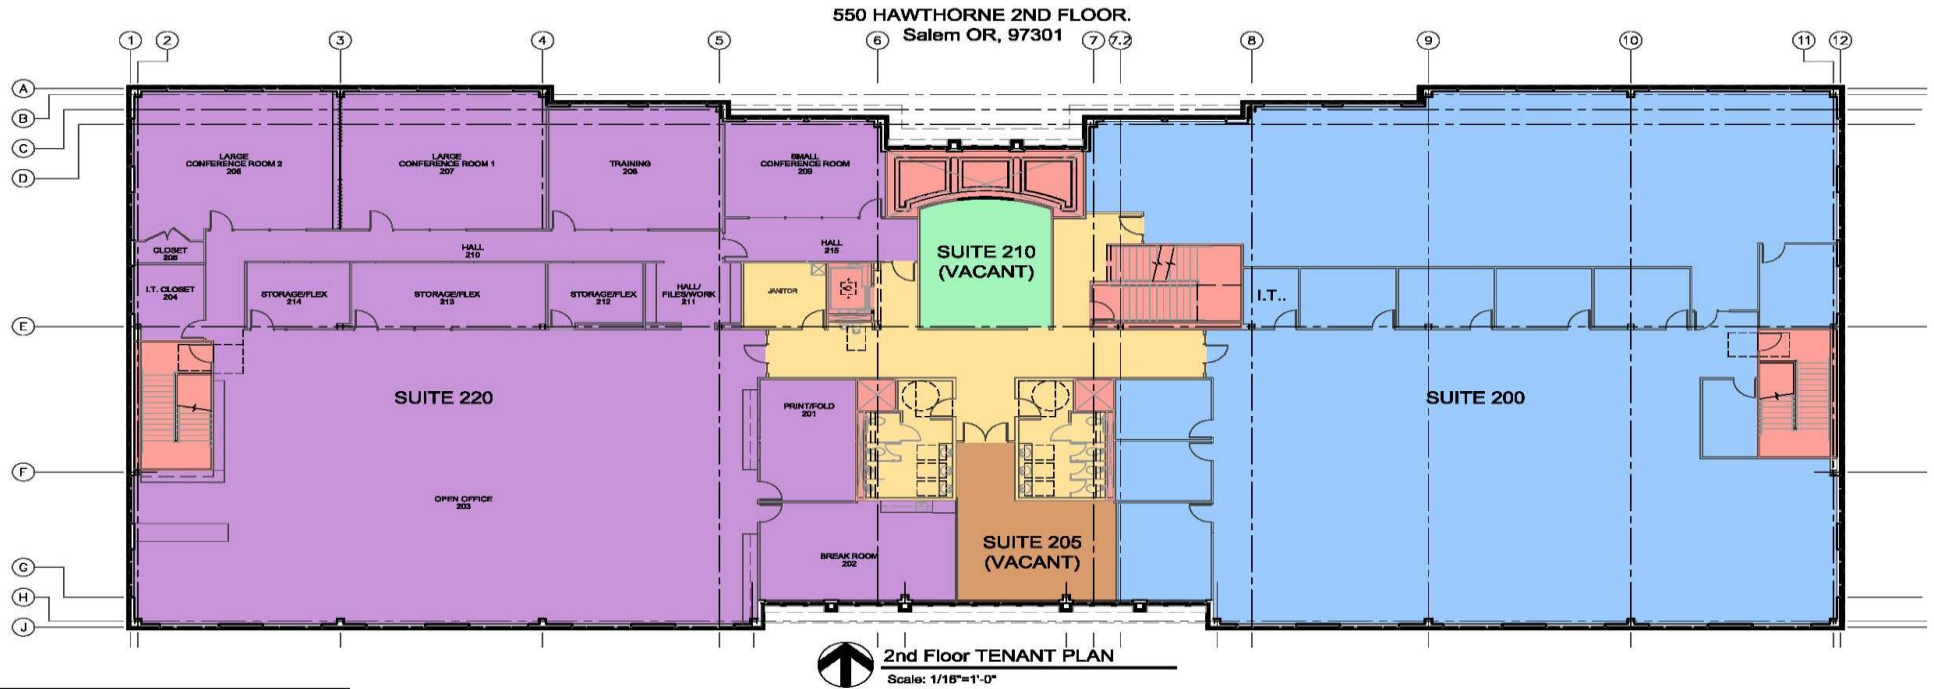 550 HAWTHORNE 2ND FLOOR.
Salem OR, 97301
1 2 3 4 5 6 7 7.2 8 9 10 11 12
A
B
C
D
E
F
G
H
J
LARGE
CONFERENCE ROOM 2
206
LARGE
CONFERENCE ROOM 1
207
TRAINING
208
SMALL
CONFERENCE ROOM
209
CLOSET
205
HALL
210
HALL
215
SUITE 210
(VACANT)
I.T. CLOSET
204
STORAGE/FLEX
214
STORAGE/FLEX
213
STORAGE/FLEX
212
HALL/
FILES/WORK
211
JANITOR
I.T..
SUITE 220
PRINT/FOLD
201
SUITE 200
OPEN OFFICE
203
BREAK ROOM
202
SUITE 205
(VACANT)
2nd Floor TENANT PLAN
Scale: 1/16"=1'-0"